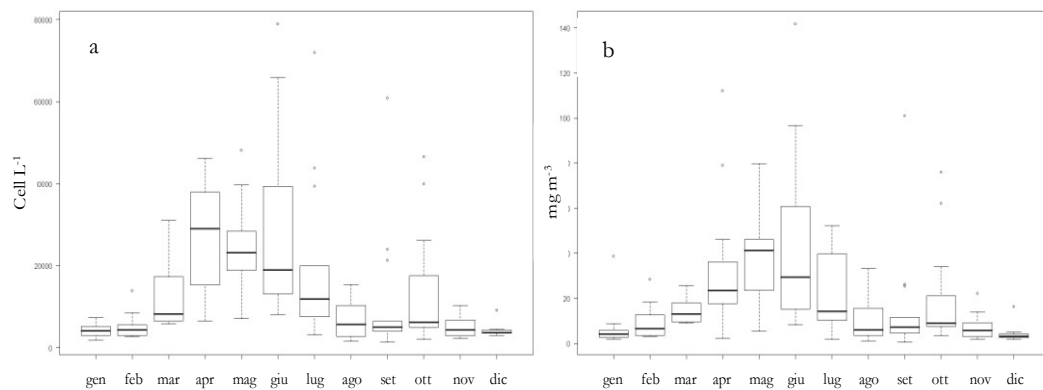 a
80000
60000
20000
0
Cell L-1
gen feb mar apr mag giu lug ago set ott nov dic
b
140
120
100
20
0
mg m-3
gen feb mar apr mag giu lug ago set ott nov dic